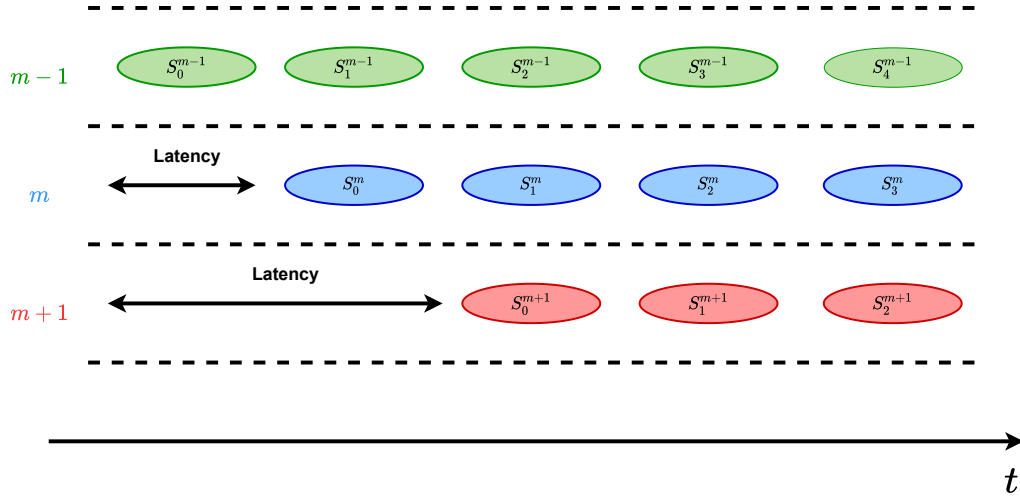 $m-1$ $S_0^{m-1}$ $S_1^{m-1}$ $S_2^{m-1}$ $S_3^{m-1}$ $S_4^{m-1}$
Latency
$m$ $S_0^{m}$ $S_1^{m}$ $S_2^{m}$ $S_3^{m}$
Latency
$m+1$ $S_0^{m+1}$ $S_1^{m+1}$ $S_2^{m+1}$
$t$